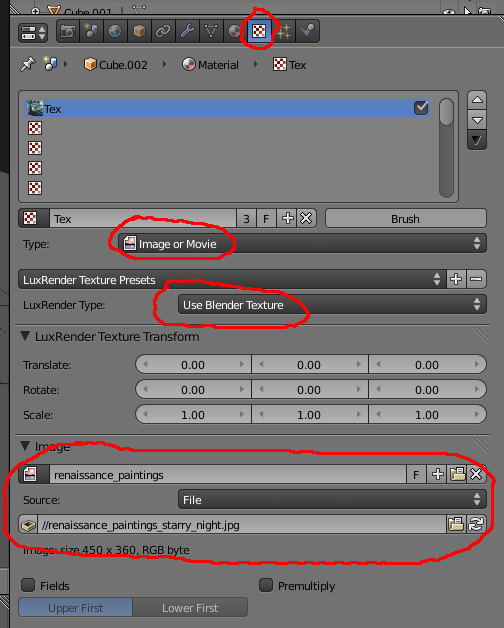 Cube.001
Cube.002 Material Tex
Tex
Tex 3 F Brush
Type: Image or Movie
LuxRender Texture Presets
LuxRender Type: Use Blender Texture
LuxRender Texture Transform
Translate: 0.00 0.00 0.00
Rotate: 0.00 0.00 0.00
Scale: 1.00 1.00 1.00
Image
renaissance_paintings F
Source: File
//renaissance_paintings_starry_night.jpg
Image: size 450 x 360, RGB byte
Fields Premultiply
Upper First Lower First